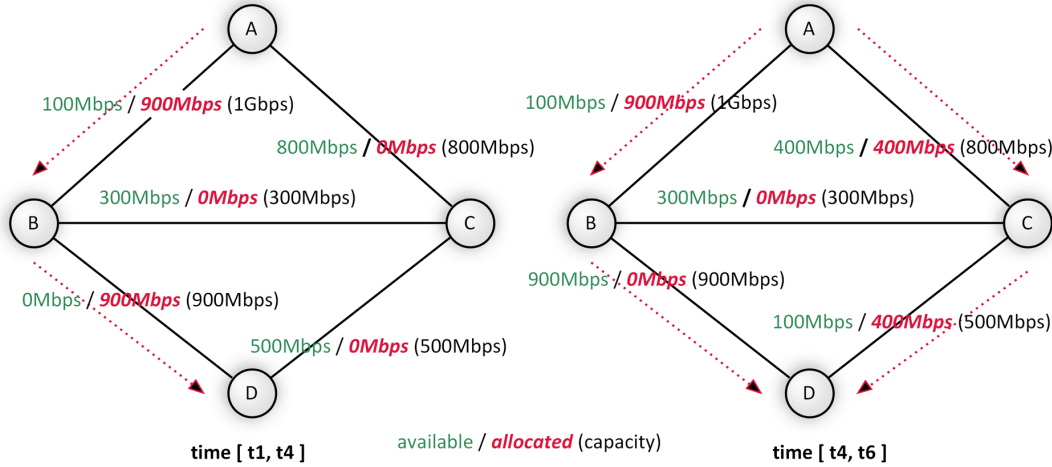 A
100Mbps / 900Mbps (1Gbps)
800Mbps / 0Mbps (800Mbps)
300Mbps / 0Mbps (300Mbps)
B
C
0Mbps / 900Mbps (900Mbps)
500Mbps / 0Mbps (500Mbps)
D
time [ t1, t4 ]
A
100Mbps / 900Mbps (1Gbps)
400Mbps / 400Mbps (800Mbps)
300Mbps / 0Mbps (300Mbps)
B
C
900Mbps / 0Mbps (900Mbps)
100Mbps / 400Mbps (500Mbps)
D
time [ t4, t6 ]
available / allocated (capacity)